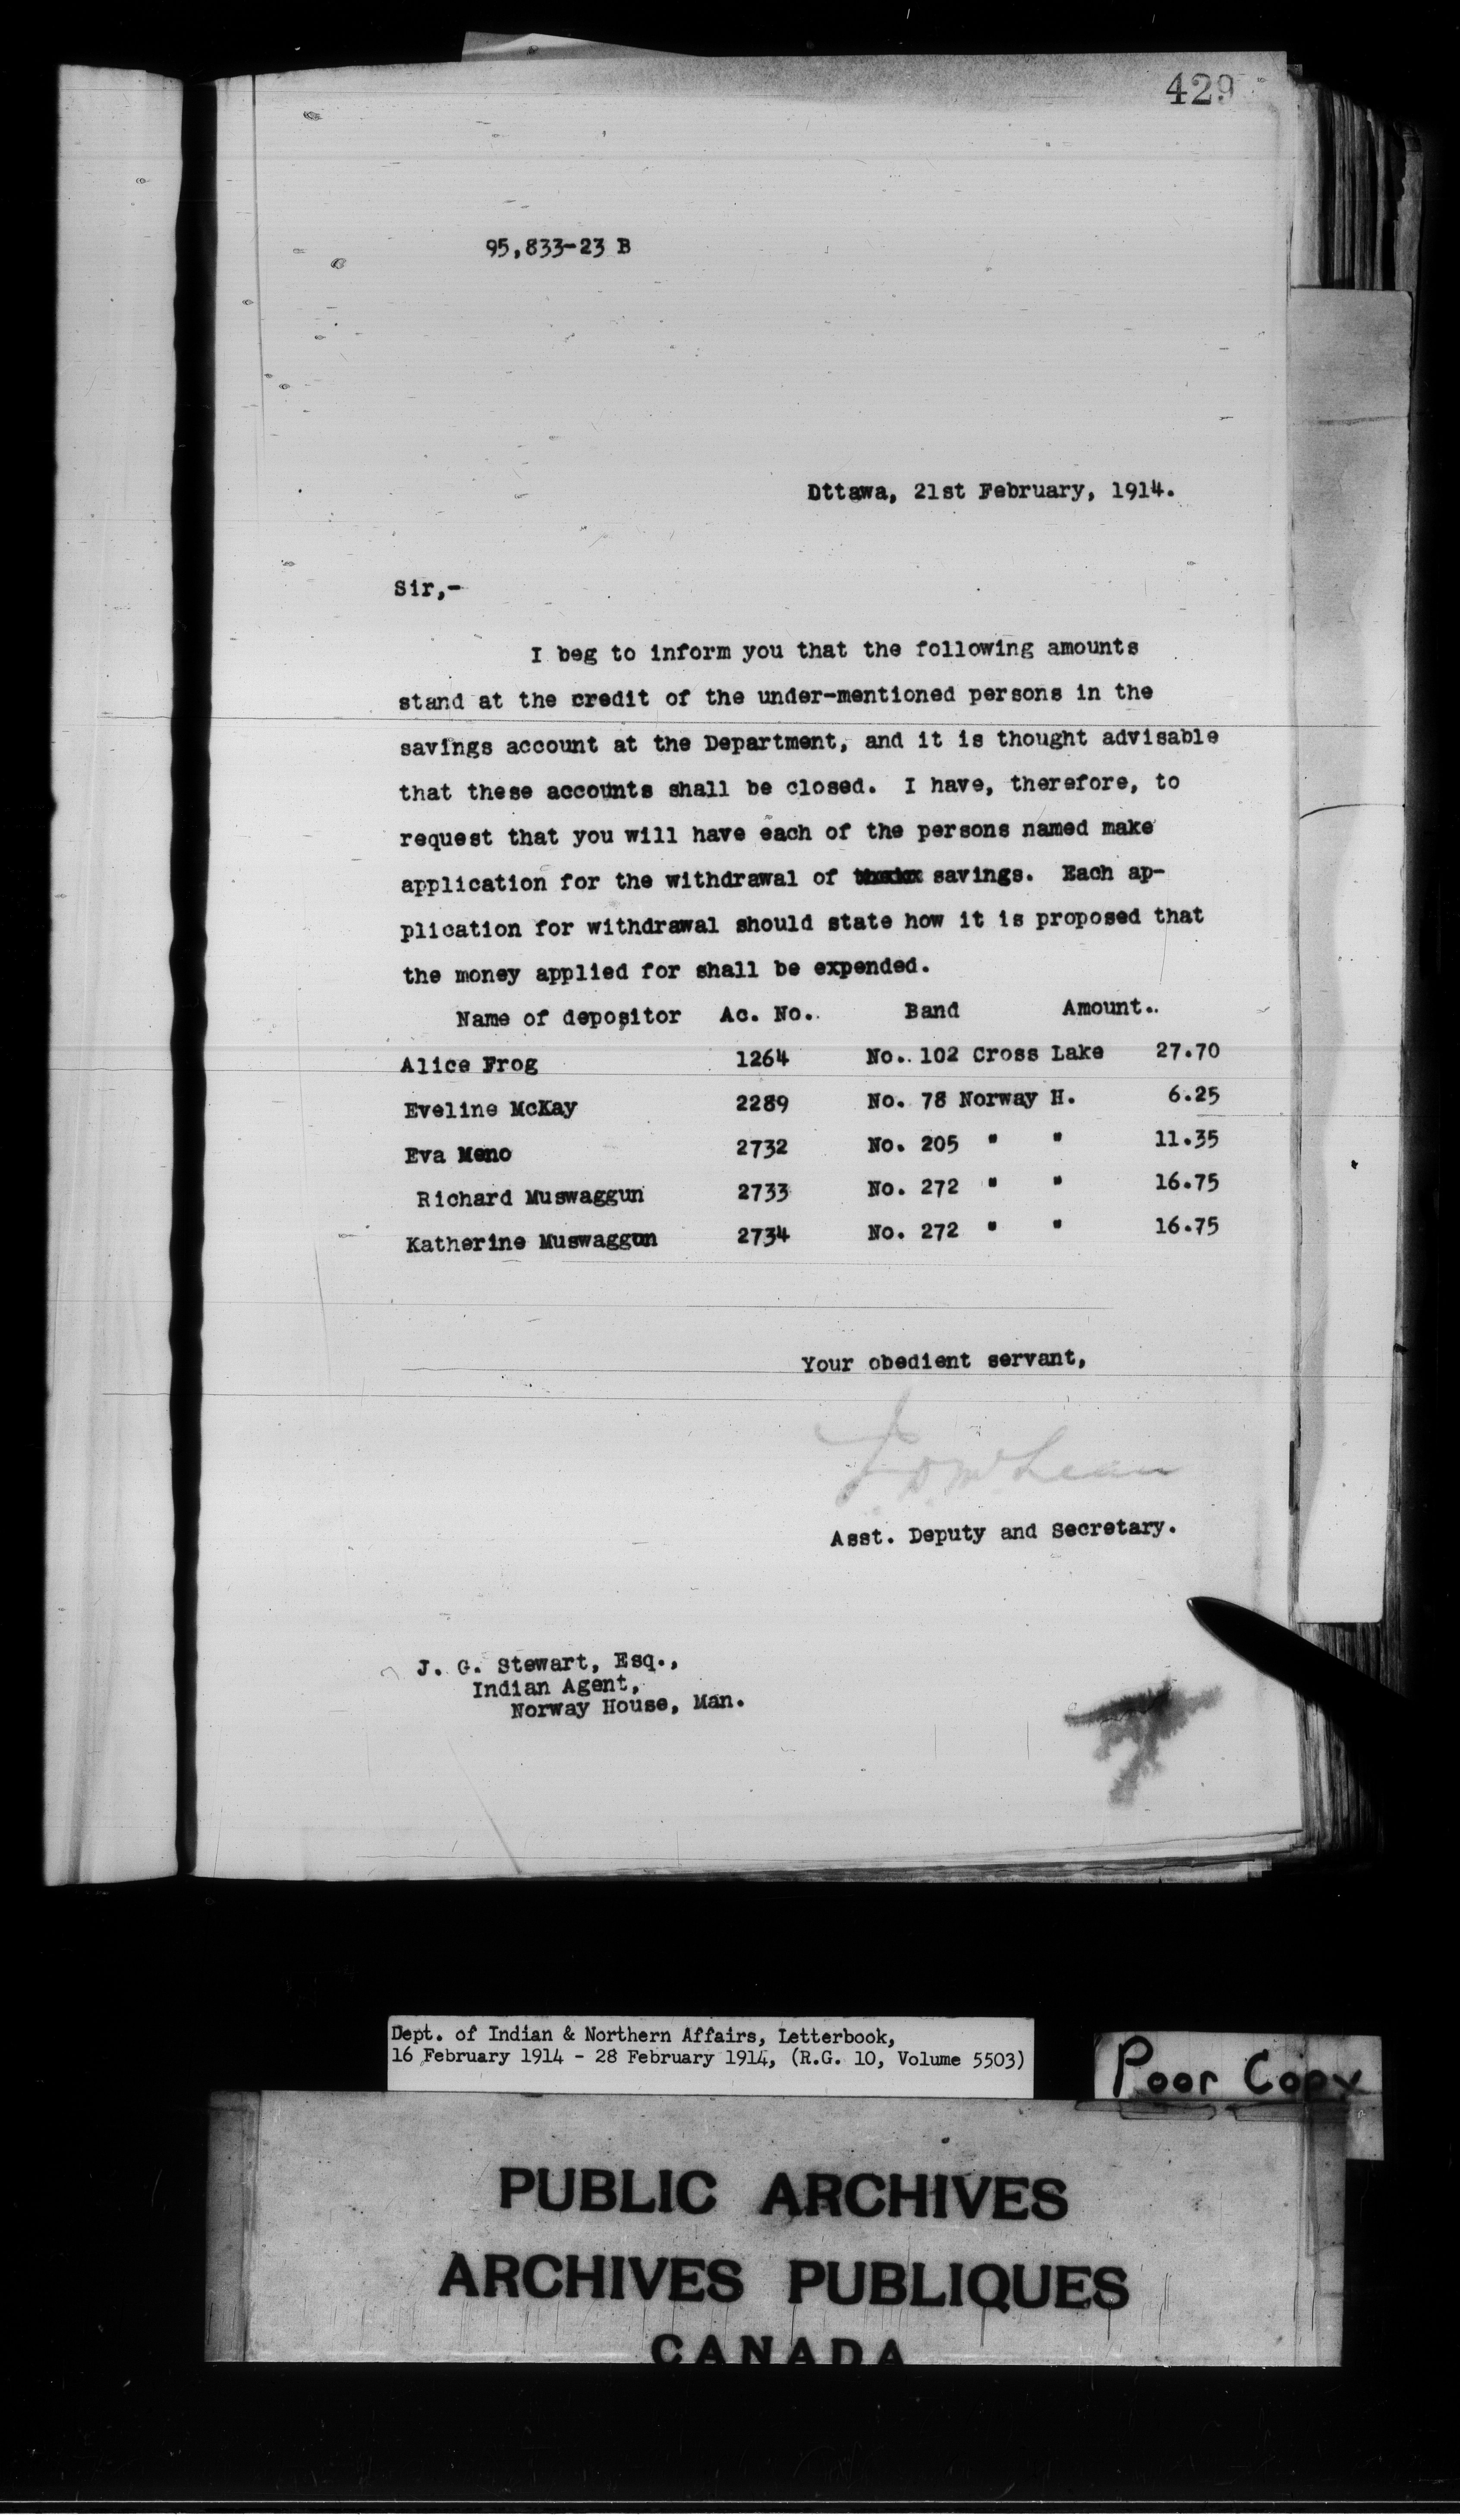 429
95,833-23 B
Ottawa, 21st February, 1914.
Sir,-
I beg to inform you that the following amounts
stand at the credit of the under-mentioned persons in the
savings account at the Department, and it is thought advisable
that these accounts shall be closed. I have, therefore, to
request that you will have each of the persons named make
application for the withdrawal of savings. Each ap-
plication for withdrawal should state how it is proposed that
the money applied for shall be expended.
Name of depositor Ac. No. Band Amount.
Alice Frog 1264 No. 102 Cross Lake 27.70
Eveline McKay 2289 No. 78 Norway H. 6.25
Eva Meno 2732 No. 205 " " 11.35
Richard Muswaggun 2733 No. 272 " " 16.75
Katherine Muswaggun 2734 No. 272 " " 16.75
Your obedient servant,
J. D. McLean
Asst. Deputy and Secretary.
J. G. Stewart, Esq.,
Indian Agent,
Norway House, Man.
Dept. of Indian & Northern Affairs, Letterbook,
16 February 1914 - 28 February 1914, (R.G. 10, Volume 5503)
Poor Copy
PUBLIC ARCHIVES
ARCHIVES PUBLIQUES
CANADA